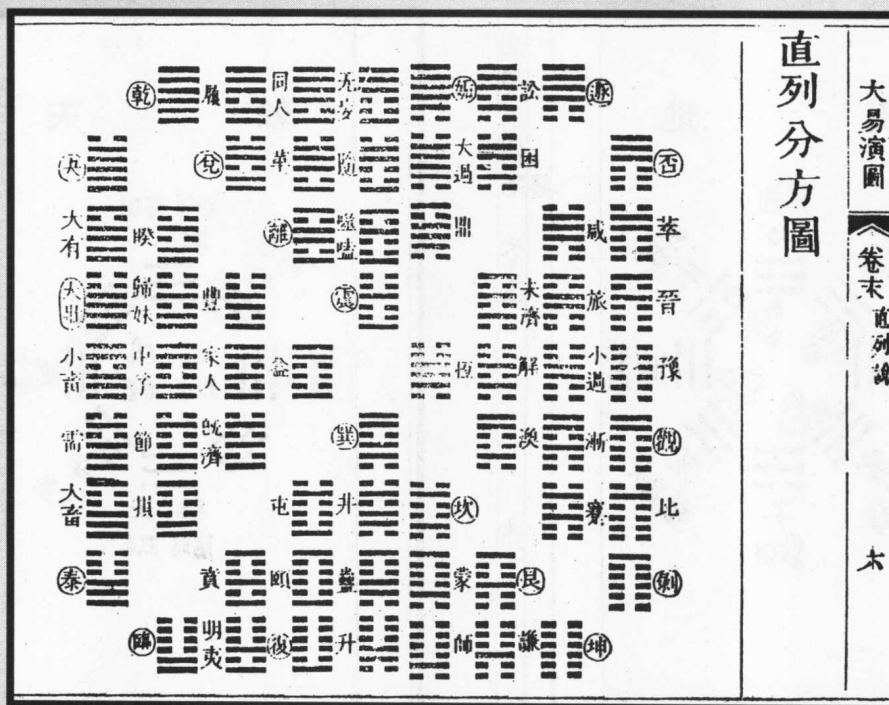 大易演圖
卷末
直列說
直列分方圖
遯 訟 姤 无妄 同人 履 乾
否 困 大過 隨 革 兌 夬
萃 咸 鼎 噬嗑 離 睽 大有
晉 旅 未濟 震 豐 歸妹 大壯
豫 小過 解 恆 益 家人 中孚 小畜
觀 漸 渙 巽 既濟 節 需
比 蹇 坎 井 屯 損 大畜
剝 艮 蒙 蠱 頤 賁 泰
坤 謙 師 升 復 明夷 臨